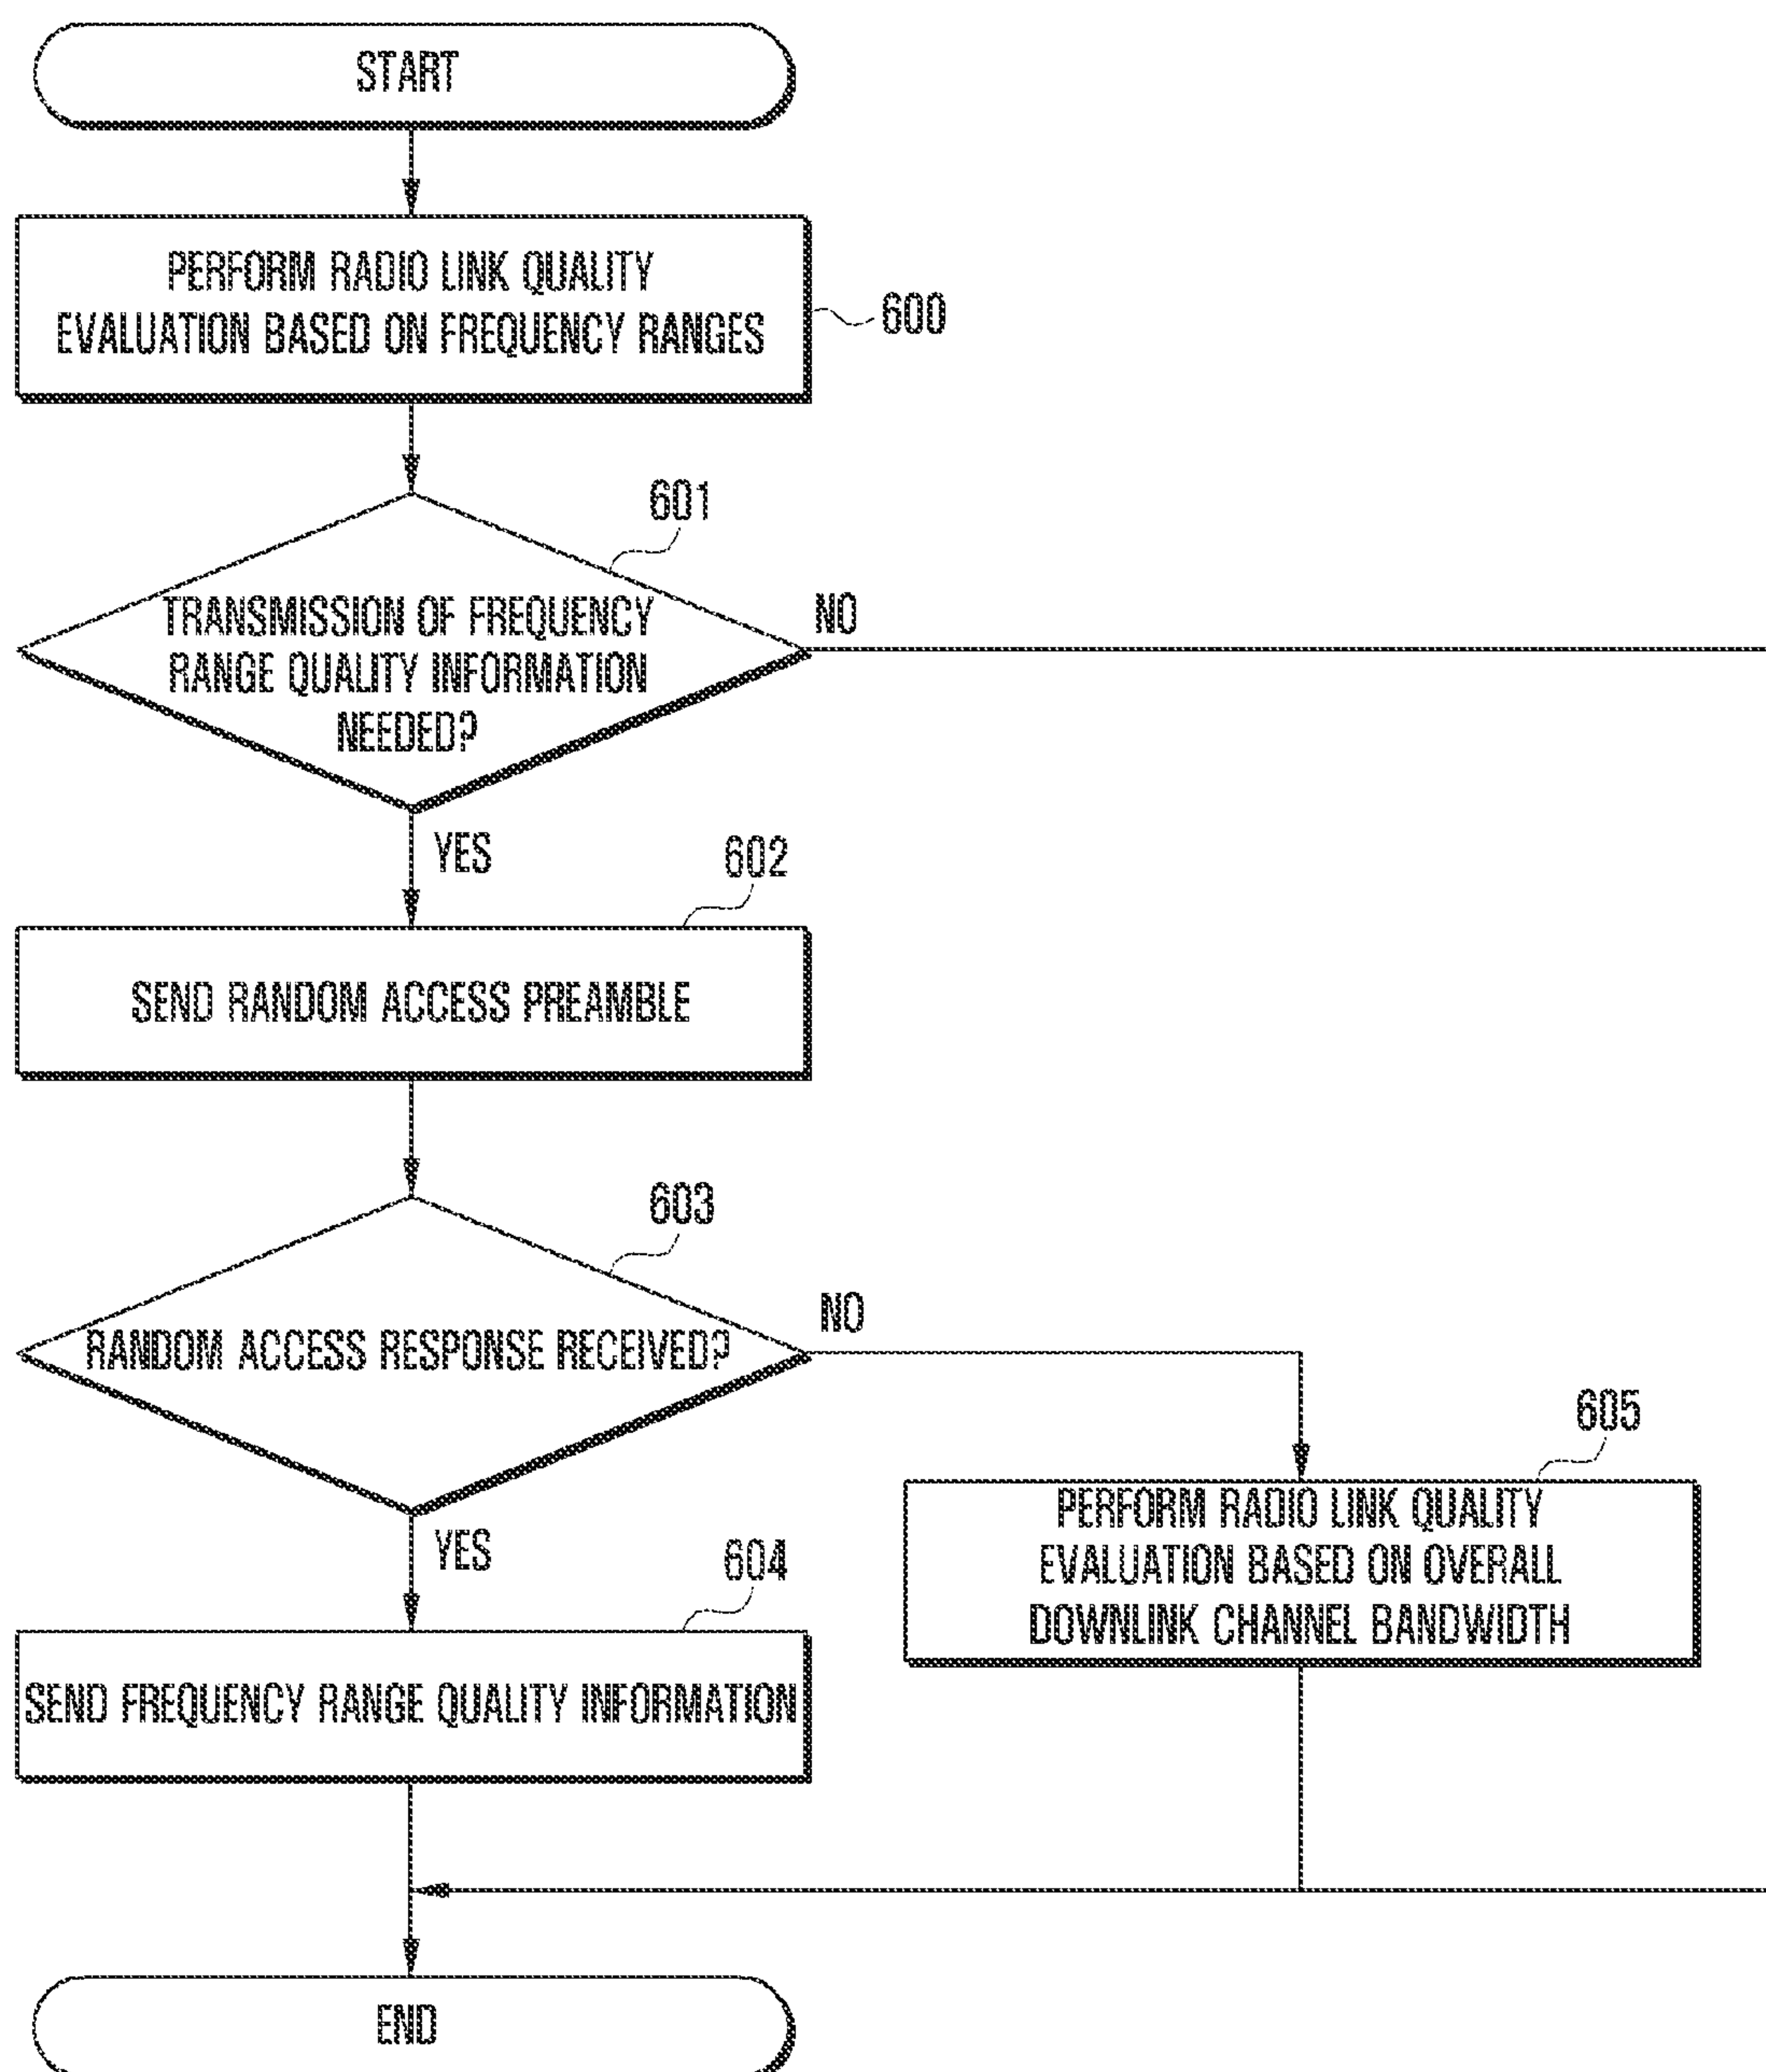 START
PERFORM RADIO LINK QUALITY
EVALUATION BASED ON FREQUENCY RANGES
600
601
TRANSMISSION OF FREQUENCY
RANGE QUALITY INFORMATION
NEEDED?
NO
YES
602
SEND RANDOM ACCESS PREAMBLE
603
RANDOM ACCESS RESPONSE RECEIVED?
NO
YES
605
PERFORM RADIO LINK QUALITY
EVALUATION BASED ON OVERALL
DOWNLINK CHANNEL BANDWIDTH
604
SEND FREQUENCY RANGE QUALITY INFORMATION
END